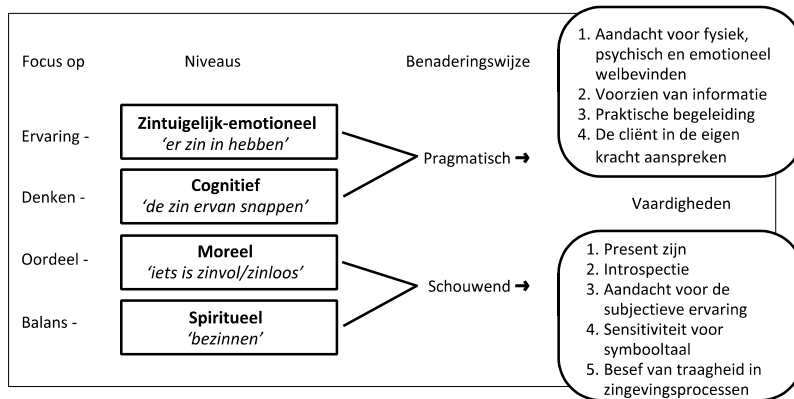 Focus op
Niveaus
Benaderingswijze
Ervaring -
Zintuigelijk-emotioneel
‘er zin in hebben’
Denken -
Cognitief
‘de zin ervan snappen’
Oordeel -
Moreel
‘iets is zinvol/zinloos’
Balans -
Spiritueel
‘bezinnen’
Pragmatisch →
Schouwend →
1. Aandacht voor fysiek,
psychisch en emotioneel
welbevinden
2. Voorzien van informatie
3. Praktische begeleiding
4. De cliënt in de eigen
kracht aanspreken
Vaardigheden
1. Present zijn
2. Introspectie
3. Aandacht voor de
subjectieve ervaring
4. Sensitiviteit voor
symbooltaal
5. Besef van traagheid in
zingevingsprocessen